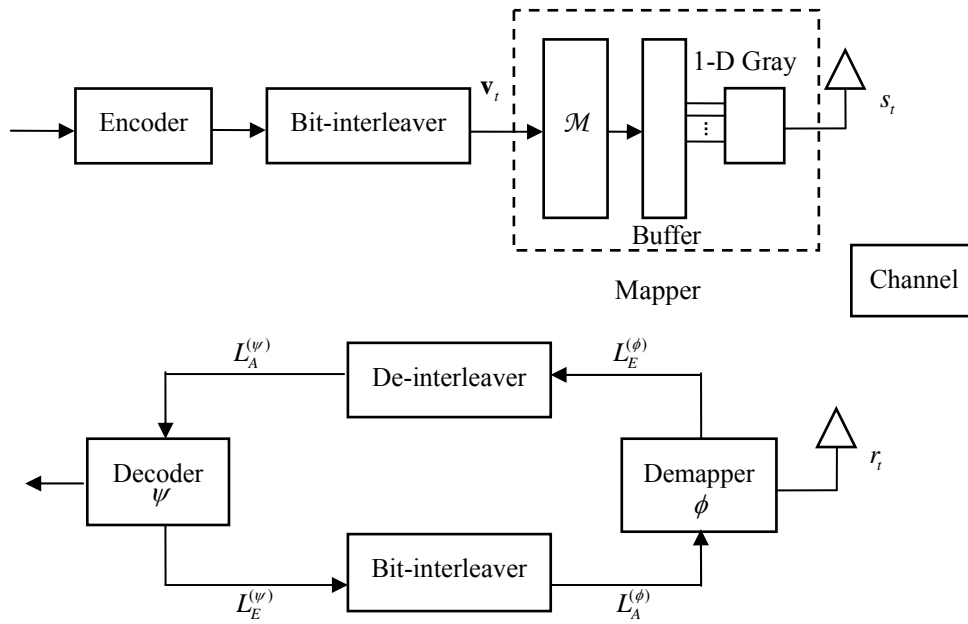 1-D Gray
𝐯_t
s_t
Encoder
Bit-interleaver
ℳ
⋮
Buffer
Mapper
Channel
L_A^{(ψ)}
L_E^{(ϕ)}
De-interleaver
r_t
Decoder
ψ
Demapper
ϕ
Bit-interleaver
L_E^{(ψ)}
L_A^{(ϕ)}